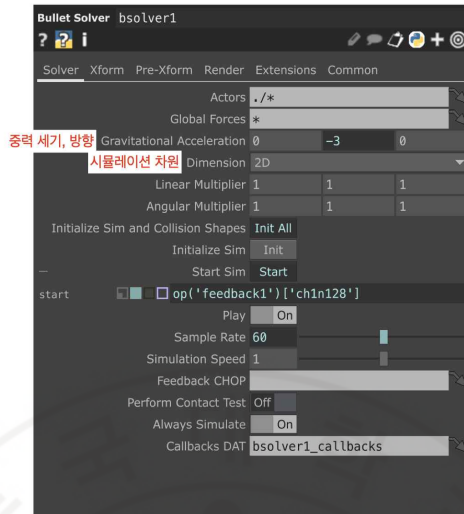 Bullet Solver bsolver1
? ? i
Solver Xform Pre-Xform Render Extensions Common
Actors ./*
Global Forces *
중력 세기, 방향 Gravitational Acceleration 0 -3 0
시뮬레이션 차원 Dimension 2D
Linear Multiplier 1 1 1
Angular Multiplier 1 1 1
Initialize Sim and Collision Shapes Init All
Initialize Sim Init
Start Sim Start
start op('feedback1')['ch1n128']
Play On
Sample Rate 60
Simulation Speed 1
Feedback CHOP
Perform Contact Test Off
Always Simulate On
Callbacks DAT bsolver1_callbacks